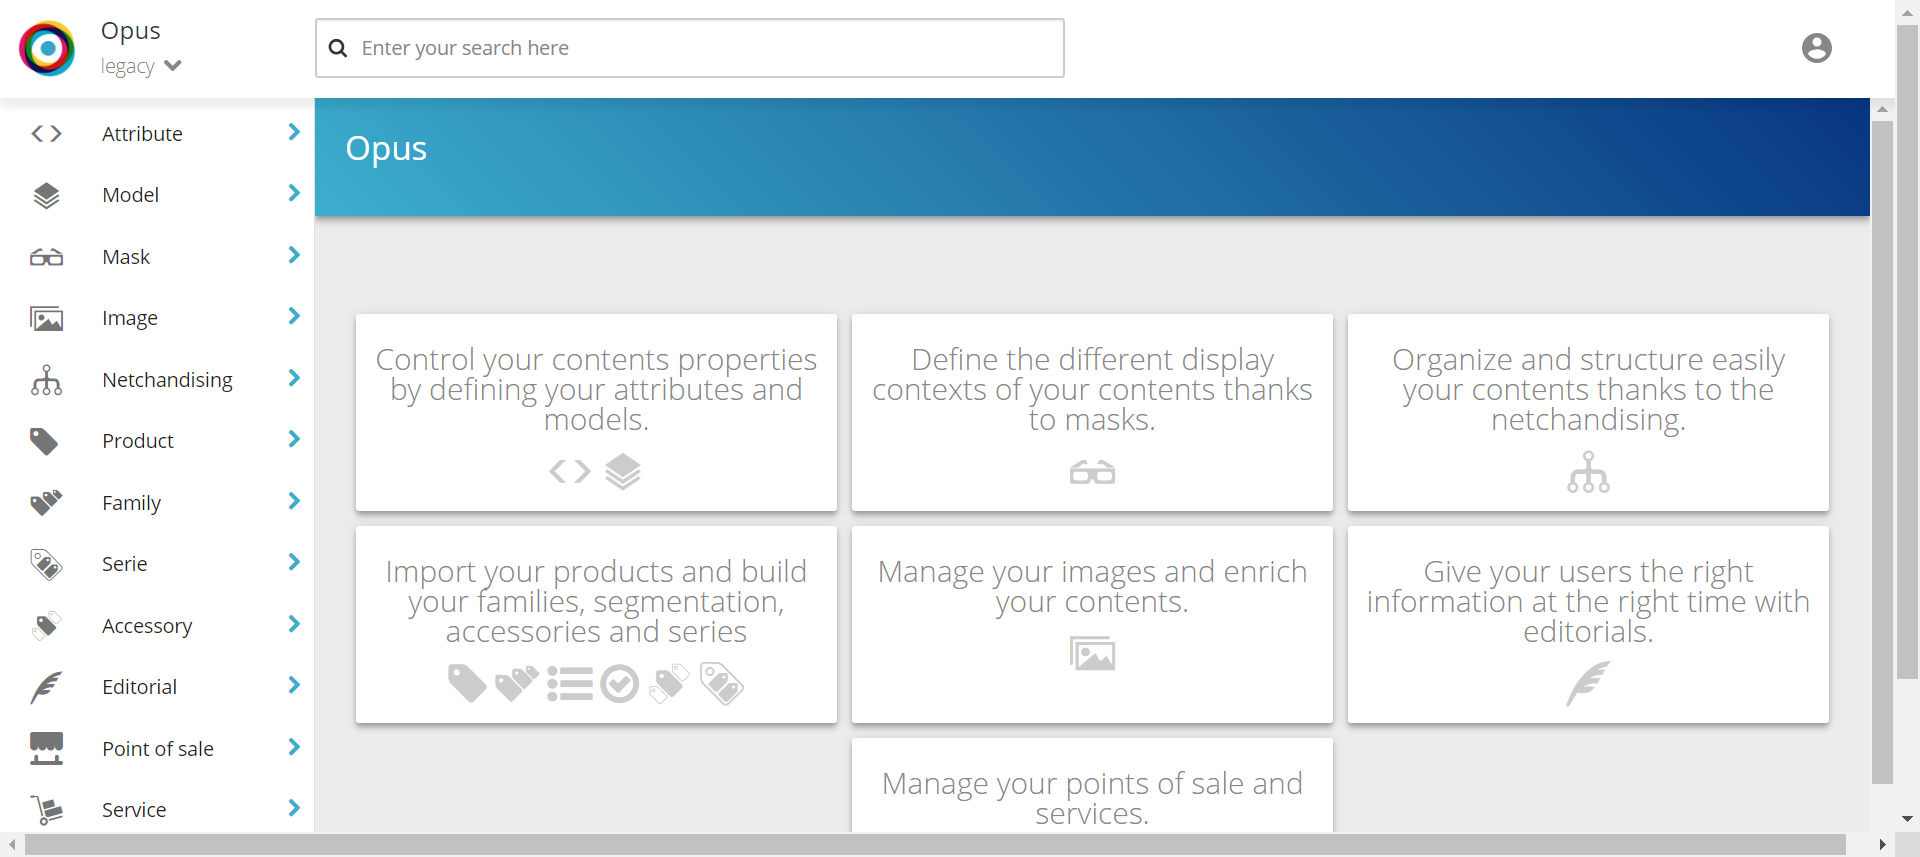 Opus
legacy
Enter your search here
Attribute
Model
Mask
Image
Netchandising
Product
Family
Serie
Accessory
Editorial
Point of sale
Service
Opus
Control your contents properties
by defining your attributes and
models.
Define the different display
contexts of your contents thanks
to masks.
Organize and structure easily
your contents thanks to the
netchandising.
Import your products and build
your families, segmentation,
accessories and series
Manage your images and enrich
your contents.
Give your users the right
information at the right time with
editorials.
Manage your points of sale and
services.